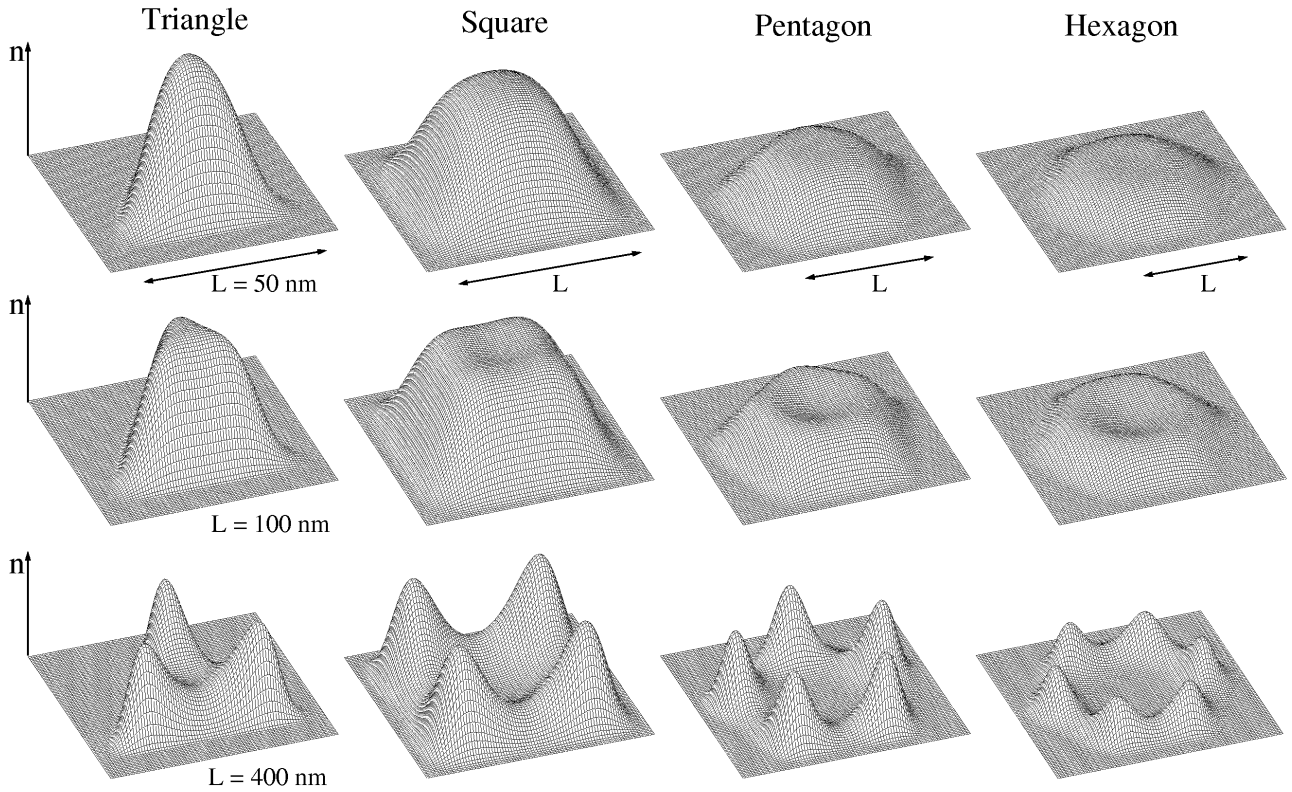 Triangle Square Pentagon Hexagon
n
L = 50 nm L L L
n
L = 100 nm
n
L = 400 nm